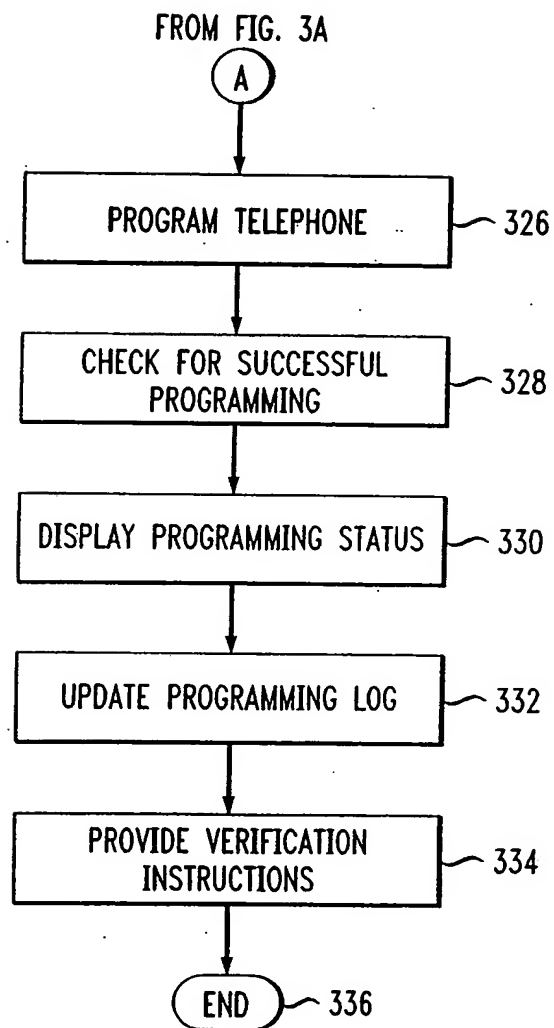 FROM FIG. 3A
A
PROGRAM TELEPHONE
326
CHECK FOR SUCCESSFUL
PROGRAMMING
328
DISPLAY PROGRAMMING STATUS
330
UPDATE PROGRAMMING LOG
332
PROVIDE VERIFICATION
INSTRUCTIONS
334
END
336